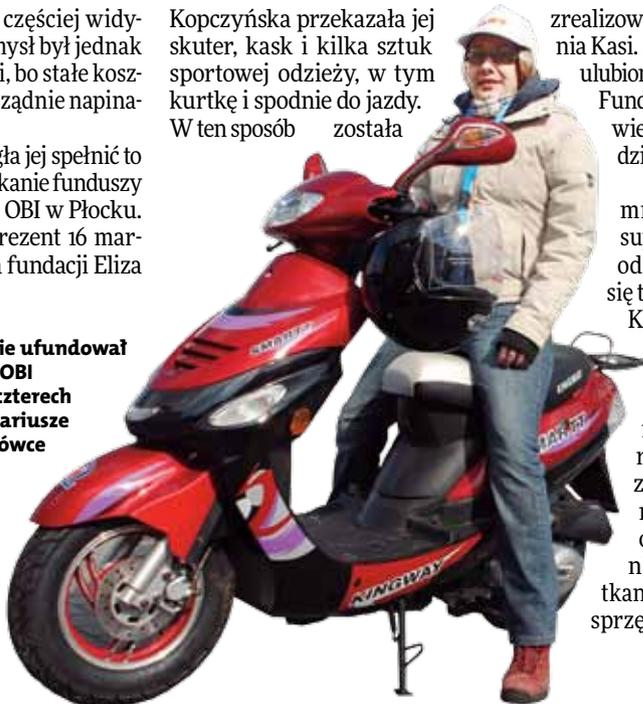 częściej widy-
mysł był jednak
i, bo stałe kosz-
ządnie napina-
gła jej spełnić to
kanie funduszy
OBI w Płocku.
rezent 16 mar-
fundacji Eliza
ie ufundował
OBI
czterech
ariusze
ówce
Kopczyńska przekazała jej
skuter, kask i kilka sztuk
sportowej odzieży, w tym
kurtkę i spodnie do jazdy.
W ten sposób została
zrealizow
nia Kasi.
ulubion
Fund
wie
dzi
od
się t
K
z
n
tkan
sprzę
SMARTT
SMARTT
KINGWAY